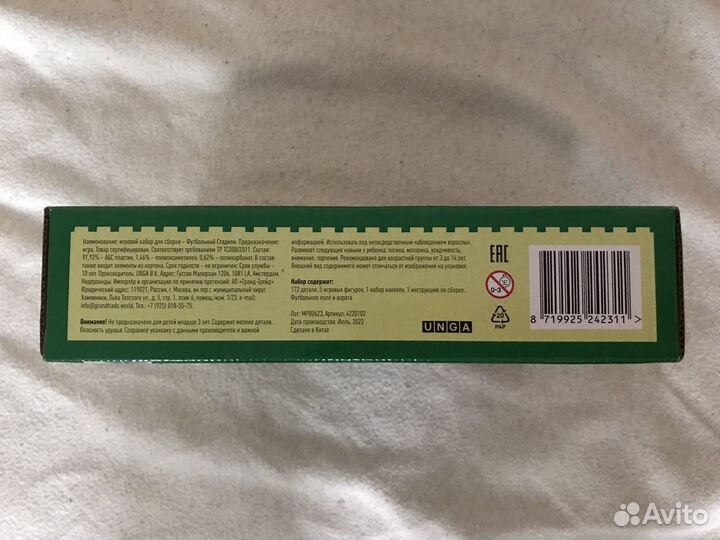 Наименование: игровой набор для сборки – Футбольный Стадион. Предназначение:
игра. Товар сертифицирован. Соответствует требованиям ТР ТС008/2011. Состав:
97,92% – АБС пластик, 1,46% – полиоксиметилен, 0,62% – поликарбонат. В состав
также входят элементы из картона. Срок годности – не ограничен; Срок службы –
10 лет. Производитель: UNGA B.V., Адрес: Густав Малерлаан 1206, 1081 LA, Амстердам,
Нидерланды. Импортёр и организация по принятию претензий: АО «Гранд-Трейд»
Юридический адрес: 119021, Россия, г. Москва, вн.тер.г. муниципальный округ
Хамовники, Льва Толстого ул., д. 5, стр. 1, этаж 6, помещ./ком. 1/23, e-mail:
info@grandtrade.world, Тел.: +7 (925) 018-55-75.
Внимание! Не предназначено для детей младше 3 лет. Содержит мелкие детали.
Опасность удушья. Сохраните упаковку с данными производителя и важной
информацией. Использовать под непосредственным наблюдением взрослых.
Развивает следующие навыки у ребенка: логика, моторика, усидчивость,
внимание, терпение. Рекомендовано для возрастной группы от 3 до 14 лет.
Внешний вид содержимого может отличаться от изображения на упаковке.
Набор содержит:
172 детали, 5 игровых фигурок, 1 набор наклеек, 1 инструкцию по сборке.
Футбольное поле и ворота
Лот: MPB0623, Артикул: 4220102
Дата производства: Июль, 2023
Сделано в Китае
UNGA
EAC
0-3
20
PAP
8 719925 242311 >
Avito